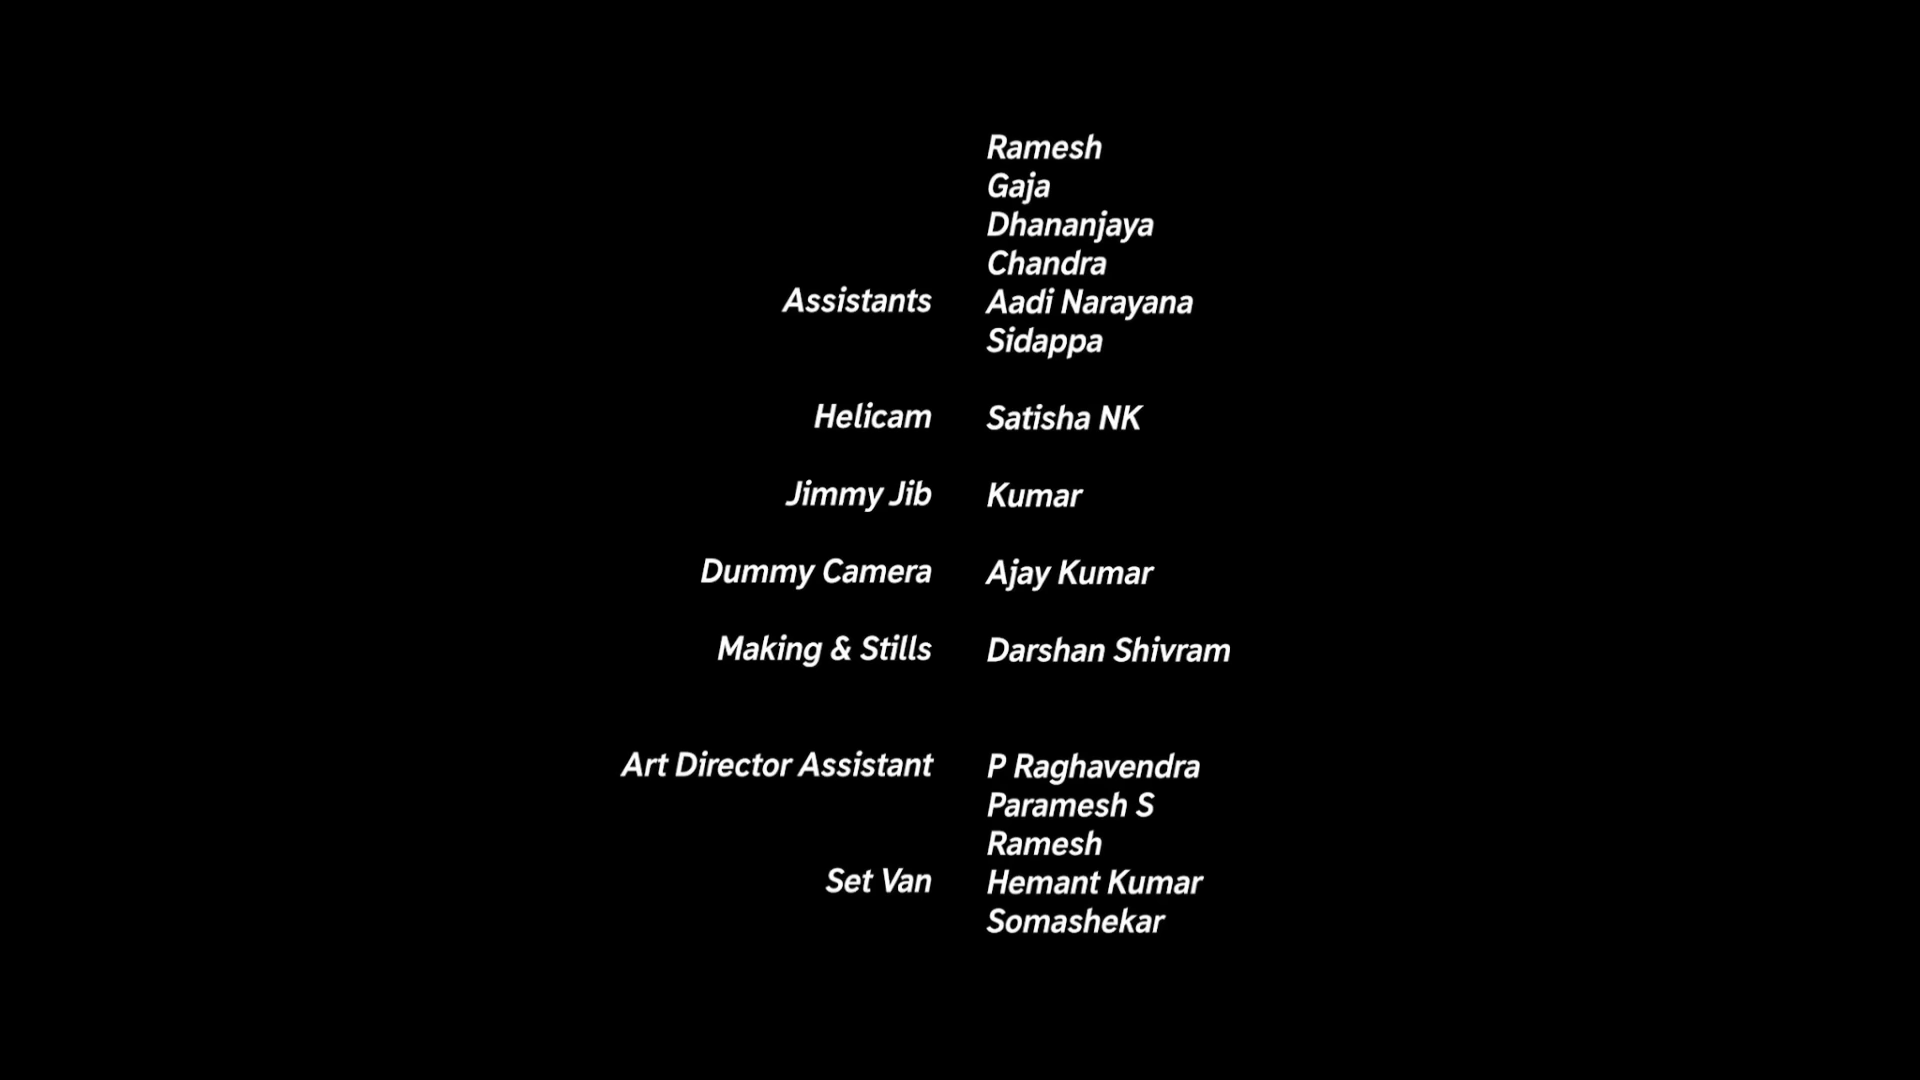 Ramesh
Gaja
Dhananjaya
Chandra
Assistants Aadi Narayana
Sidappa
Helicam Satisha NK
Jimmy Jib Kumar
Dummy Camera Ajay Kumar
Making & Stills Darshan Shivram
Art Director Assistant P Raghavendra
Paramesh S
Ramesh
Set Van Hemant Kumar
Somashekar